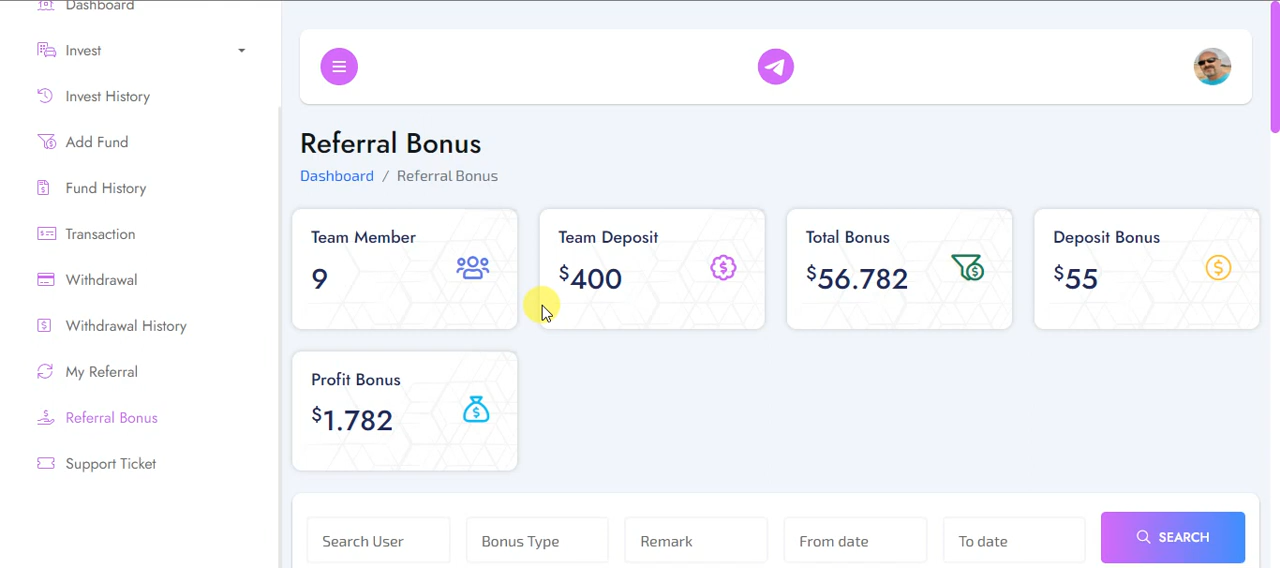 Dashboard
Invest
Invest History
Add Fund
Fund History
Transaction
Withdrawal
Withdrawal History
My Referral
Referral Bonus
Support Ticket
Referral Bonus
Dashboard / Referral Bonus
Team Member
9
Team Deposit
$400
Total Bonus
$56.782
Deposit Bonus
$55
Profit Bonus
$1.782
Search User
Bonus Type
Remark
From date
To date
SEARCH